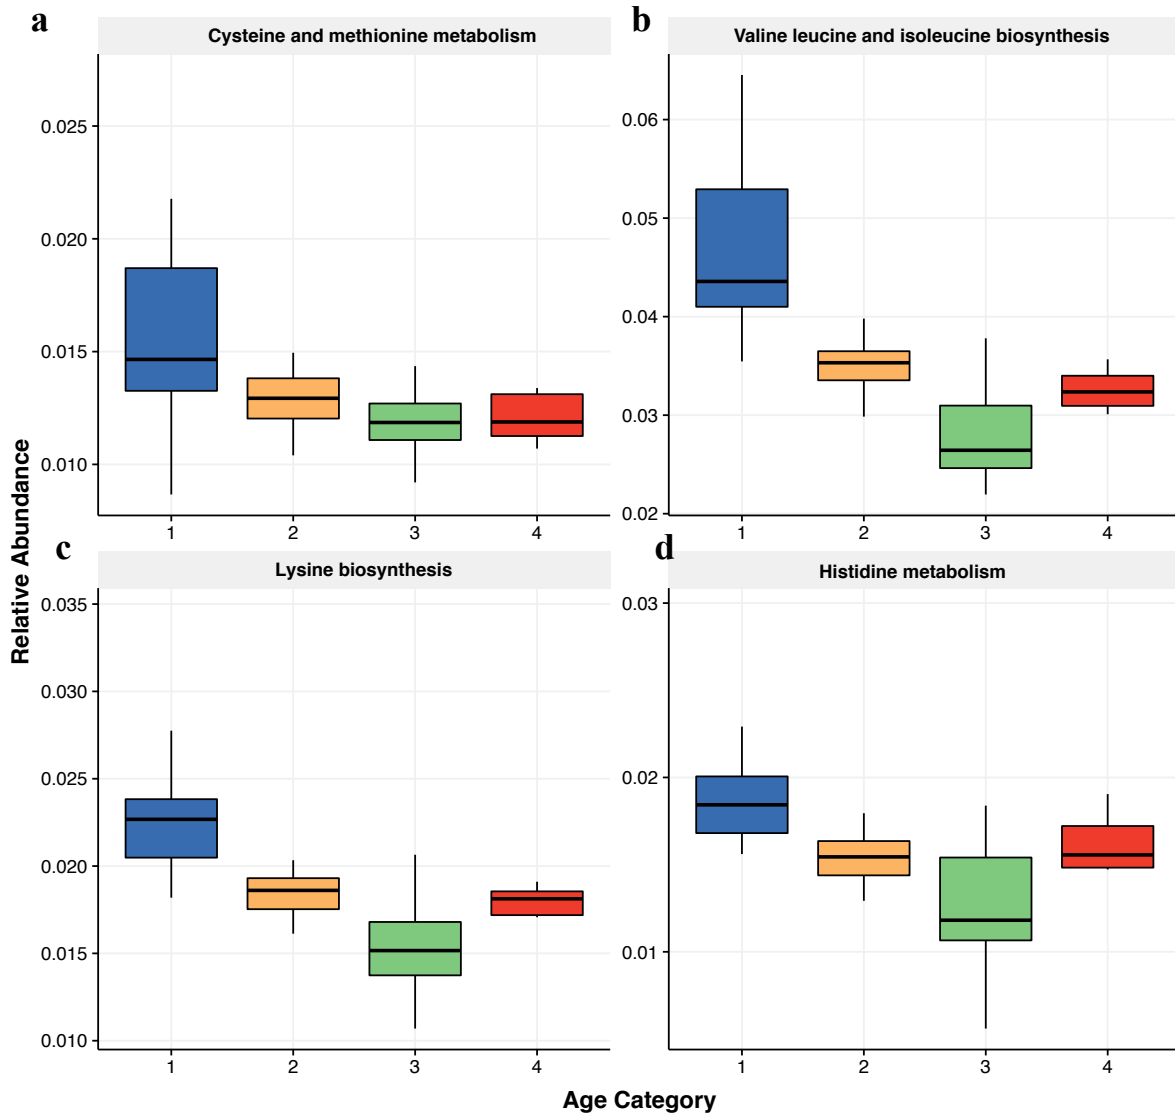 a
Cysteine and methionine metabolism
0.025
0.020
0.015
0.010
1 2 3 4
b
Valine leucine and isoleucine biosynthesis
0.06
0.05
0.04
0.03
0.02
1 2 3 4
c
Lysine biosynthesis
0.035
0.030
0.025
0.020
0.015
0.010
1 2 3 4
d
Histidine metabolism
0.03
0.02
0.01
1 2 3 4
Relative Abundance
Age Category